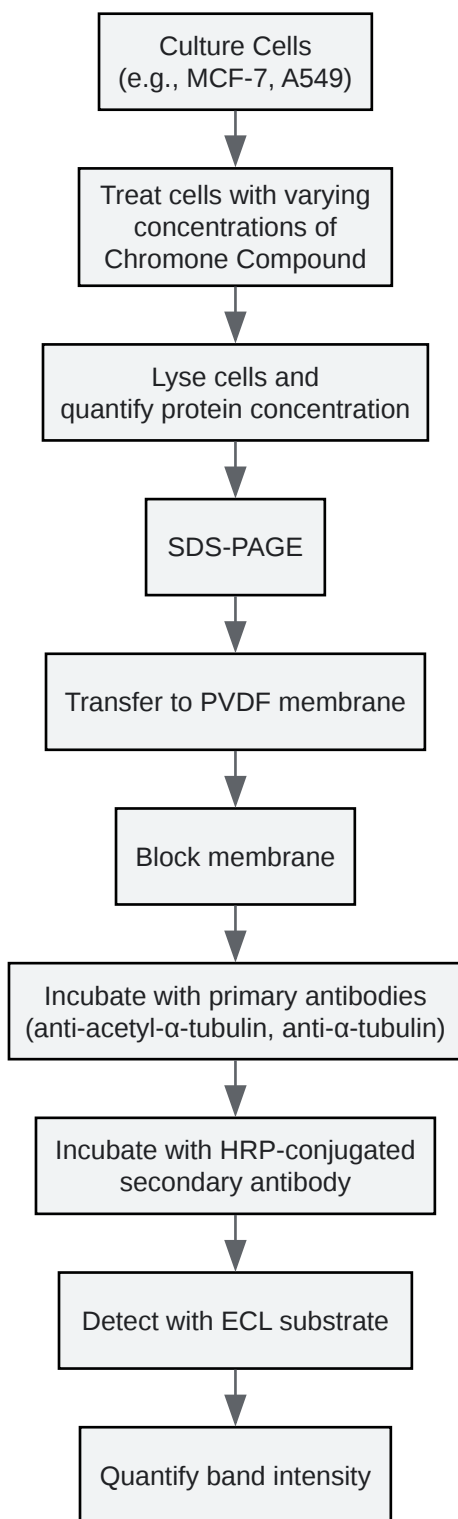 Culture Cells
(e.g., MCF-7, A549)
Treat cells with varying
concentrations of
Chromone Compound
Lyse cells and
quantify protein concentration
SDS-PAGE
Transfer to PVDF membrane
Block membrane
Incubate with primary antibodies
(anti-acetyl-α-tubulin, anti-α-tubulin)
Incubate with HRP-conjugated
secondary antibody
Detect with ECL substrate
Quantify band intensity